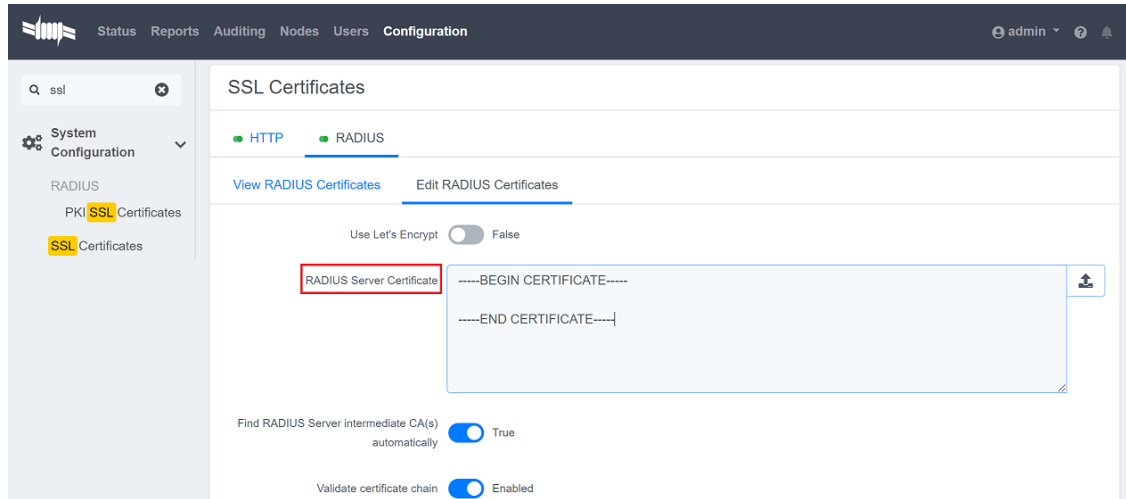 Status Reports Auditing Nodes Users Configuration admin
ssl
System
Configuration
RADIUS
PKI SSL Certificates
SSL Certificates
SSL Certificates
HTTP RADIUS
View RADIUS Certificates Edit RADIUS Certificates
Use Let's Encrypt False
RADIUS Server Certificate
-----BEGIN CERTIFICATE-----
-----END CERTIFICATE-----
Find RADIUS Server intermediate CA(s)
automatically True
Validate certificate chain Enabled